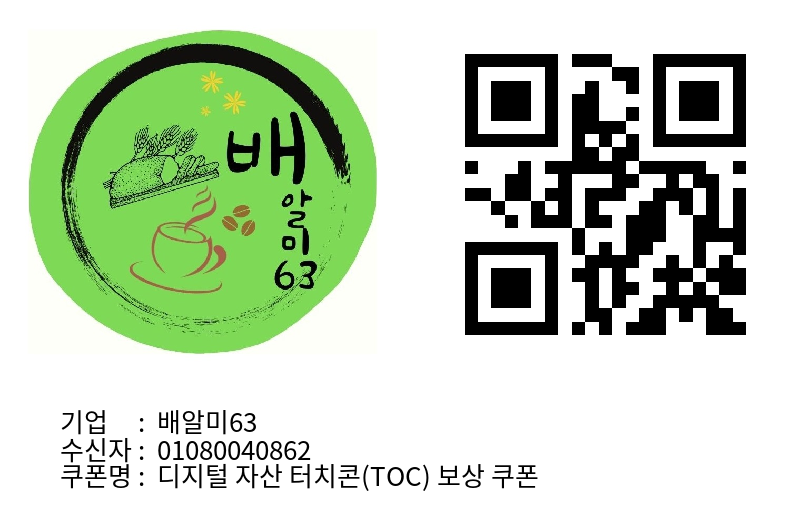 배
알
미
63
기업 : 배알미63
수신자 : 01080040862
쿠폰명 : 디지털 자산 터치콘(TOC) 보상 쿠폰